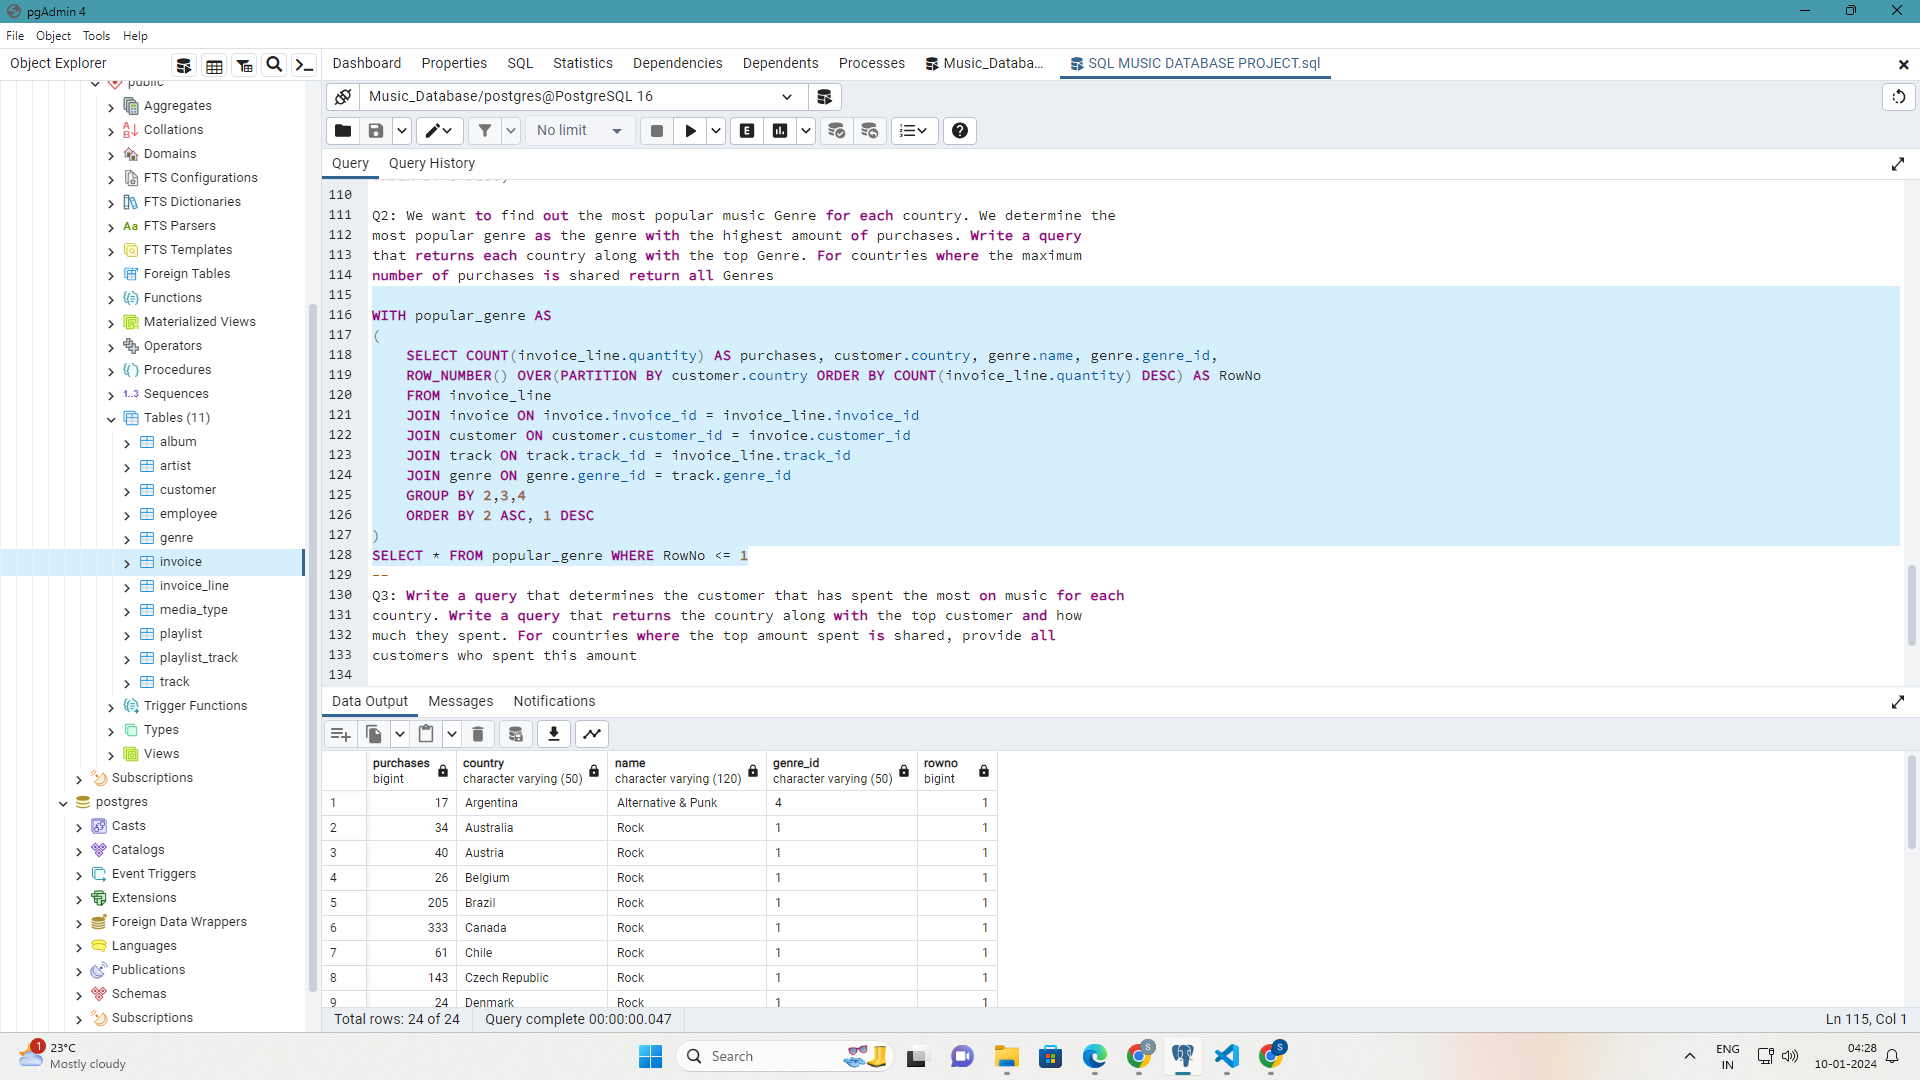 pgAdmin 4
File Object Tools Help
Object Explorer
Dashboard Properties SQL Statistics Dependencies Dependents Processes Music_Databa... SQL MUSIC DATABASE PROJECT.sql
public
Aggregates
Collations
Domains
FTS Configurations
FTS Dictionaries
FTS Parsers
FTS Templates
Foreign Tables
Functions
Materialized Views
Operators
Procedures
Sequences
Tables (11)
album
artist
customer
employee
genre
invoice
invoice_line
media_type
playlist
playlist_track
track
Trigger Functions
Types
Views
Subscriptions
postgres
Casts
Catalogs
Event Triggers
Extensions
Foreign Data Wrappers
Languages
Publications
Schemas
Subscriptions
Music_Database/postgres@PostgreSQL 16
No limit
E
Query Query History
110
111 Q2: We want to find out the most popular music Genre for each country. We determine the
112 most popular genre as the genre with the highest amount of purchases. Write a query
113 that returns each country along with the top Genre. For countries where the maximum
114 number of purchases is shared return all Genres
115
116 WITH popular_genre AS
117 (
118 SELECT COUNT(invoice_line.quantity) AS purchases, customer.country, genre.name, genre.genre_id,
119 ROW_NUMBER() OVER(PARTITION BY customer.country ORDER BY COUNT(invoice_line.quantity) DESC) AS RowNo
120 FROM invoice_line
121 JOIN invoice ON invoice.invoice_id = invoice_line.invoice_id
122 JOIN customer ON customer.customer_id = invoice.customer_id
123 JOIN track ON track.track_id = invoice_line.track_id
124 JOIN genre ON genre.genre_id = track.genre_id
125 GROUP BY 2,3,4
126 ORDER BY 2 ASC, 1 DESC
127 )
128 SELECT * FROM popular_genre WHERE RowNo <= 1
129 --
130 Q3: Write a query that determines the customer that has spent the most on music for each
131 country. Write a query that returns the country along with the top customer and how
132 much they spent. For countries where the top amount spent is shared, provide all
133 customers who spent this amount
134
Data Output Messages Notifications
purchases country name genre_id rowno
bigint character varying (50) character varying (120) character varying (50) bigint
1 17 Argentina Alternative & Punk 4 1
2 34 Australia Rock 1 1
3 40 Austria Rock 1 1
4 26 Belgium Rock 1 1
5 205 Brazil Rock 1 1
6 333 Canada Rock 1 1
7 61 Chile Rock 1 1
8 143 Czech Republic Rock 1 1
9 24 Denmark Rock 1 1
Total rows: 24 of 24 Query complete 00:00:00.047 Ln 115, Col 1
1 23°C
Mostly cloudy
Search
S S
ENG
IN
04:28
10-01-2024